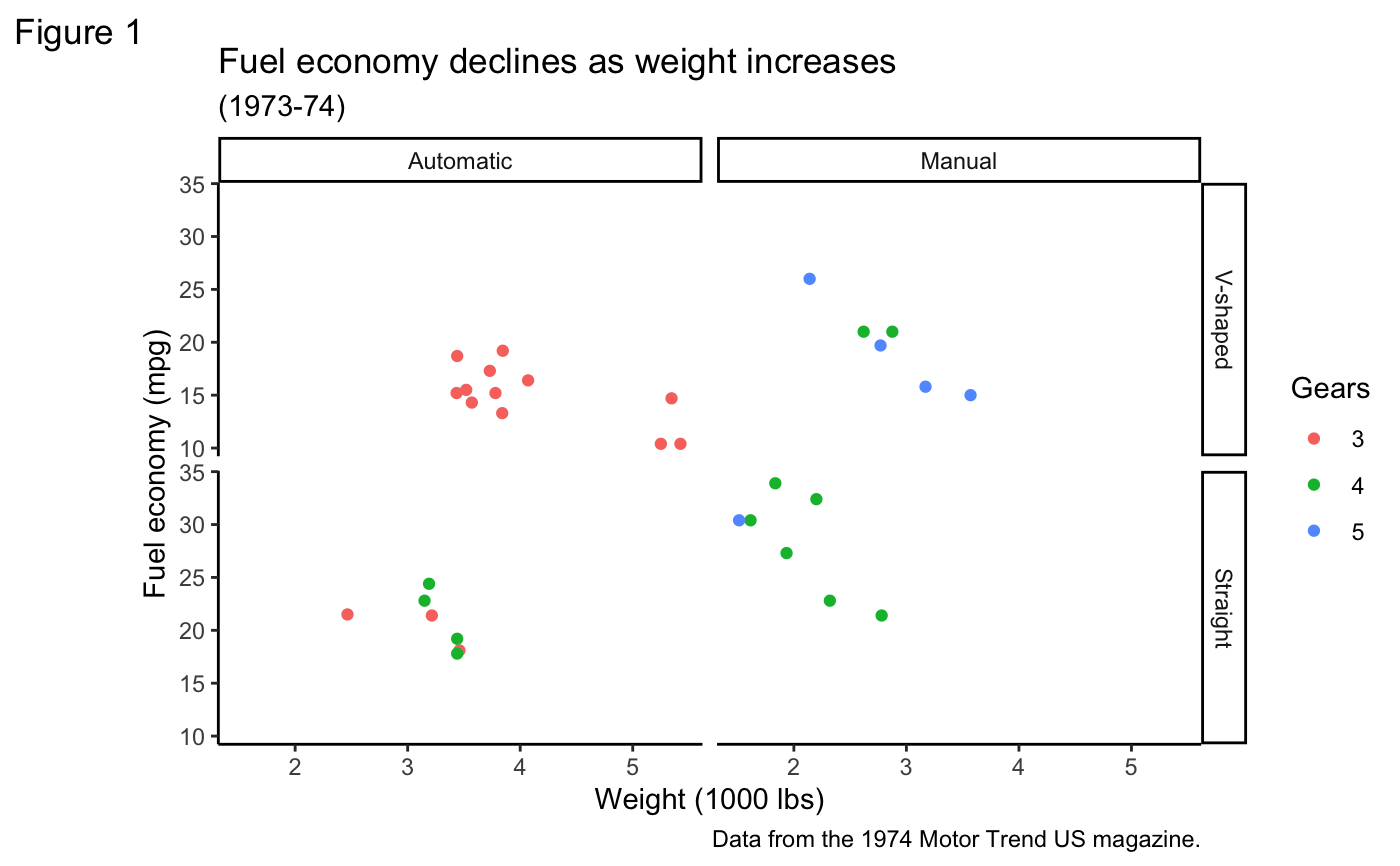 Figure 1
Fuel economy declines as weight increases
(1973-74)
Automatic
Manual
35
30
25
20
15
10
V-shaped
35
30
25
20
15
10
Straight
Fuel economy (mpg)
2 3 4 5
2 3 4 5
Weight (1000 lbs)
Gears
3
4
5
Data from the 1974 Motor Trend US magazine.